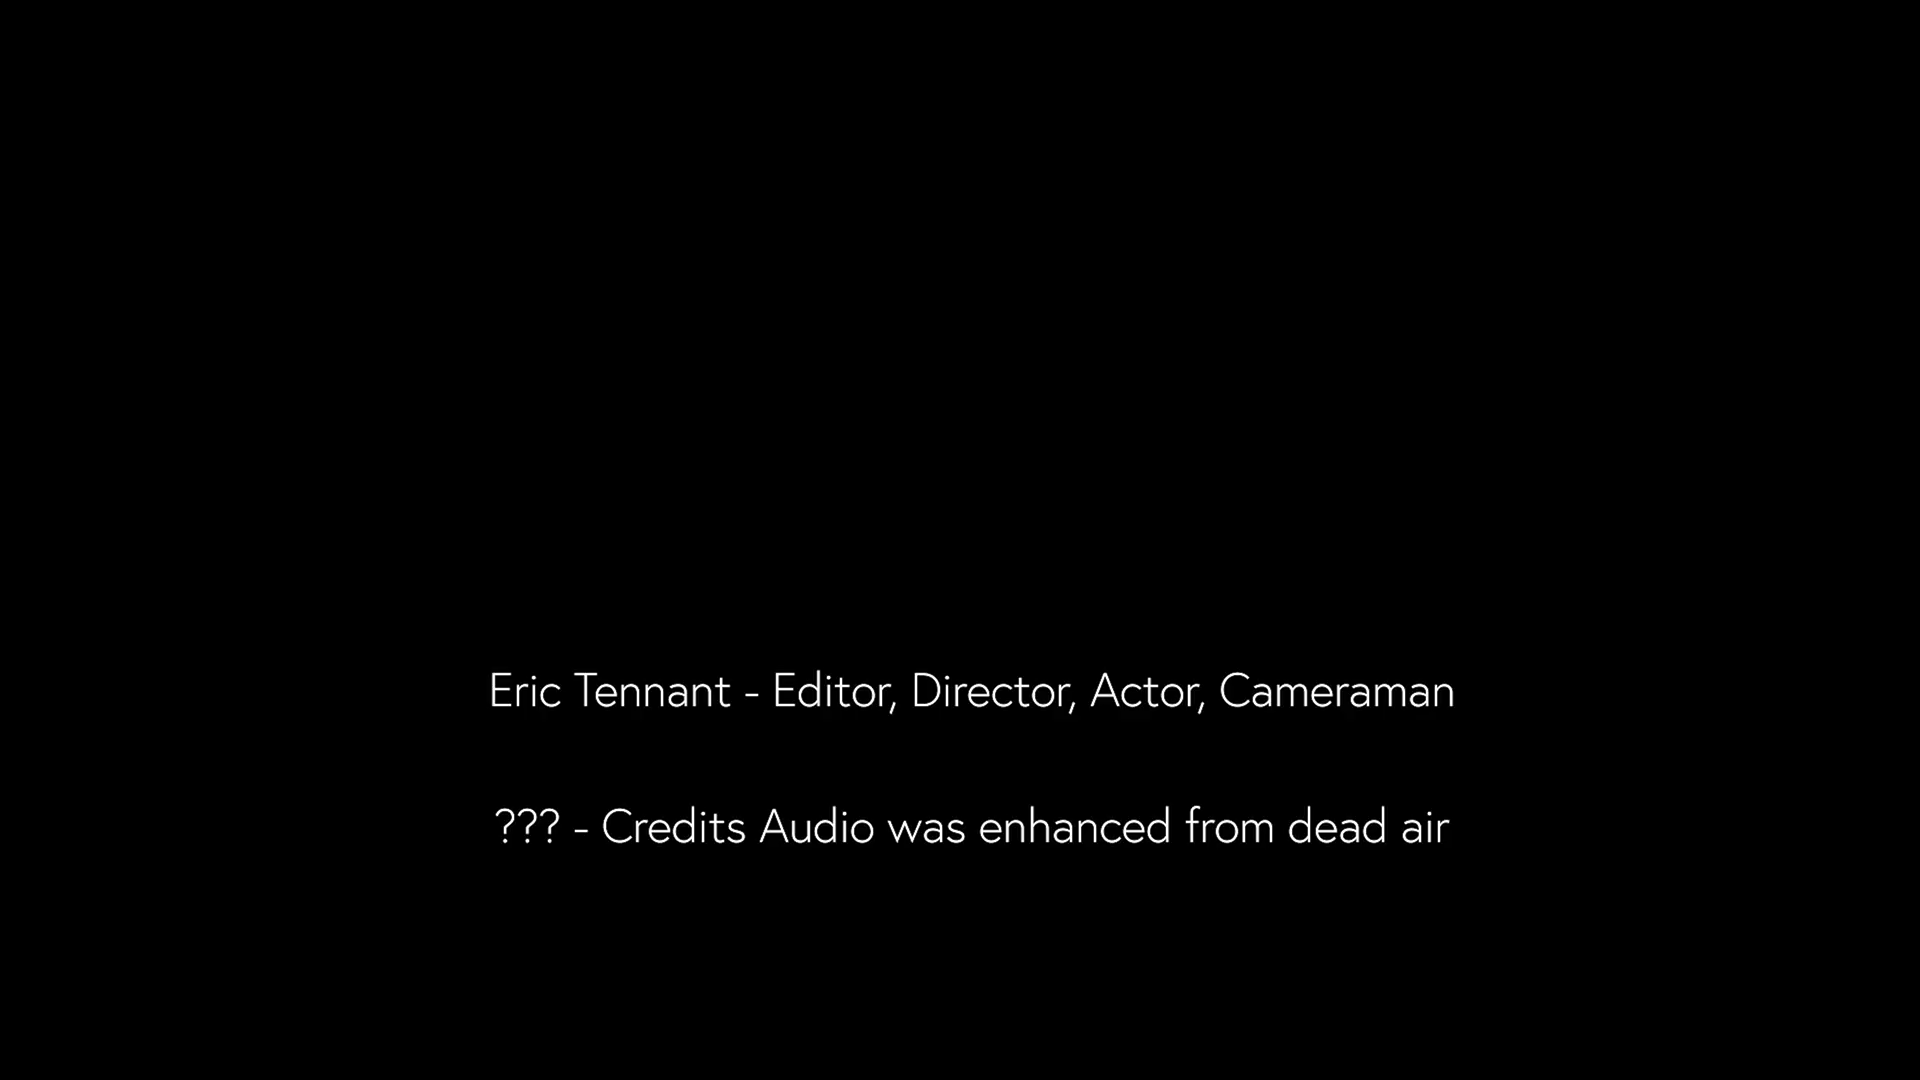 Eric Tennant - Editor, Director, Actor, Cameraman
??? - Credits Audio was enhanced from dead air